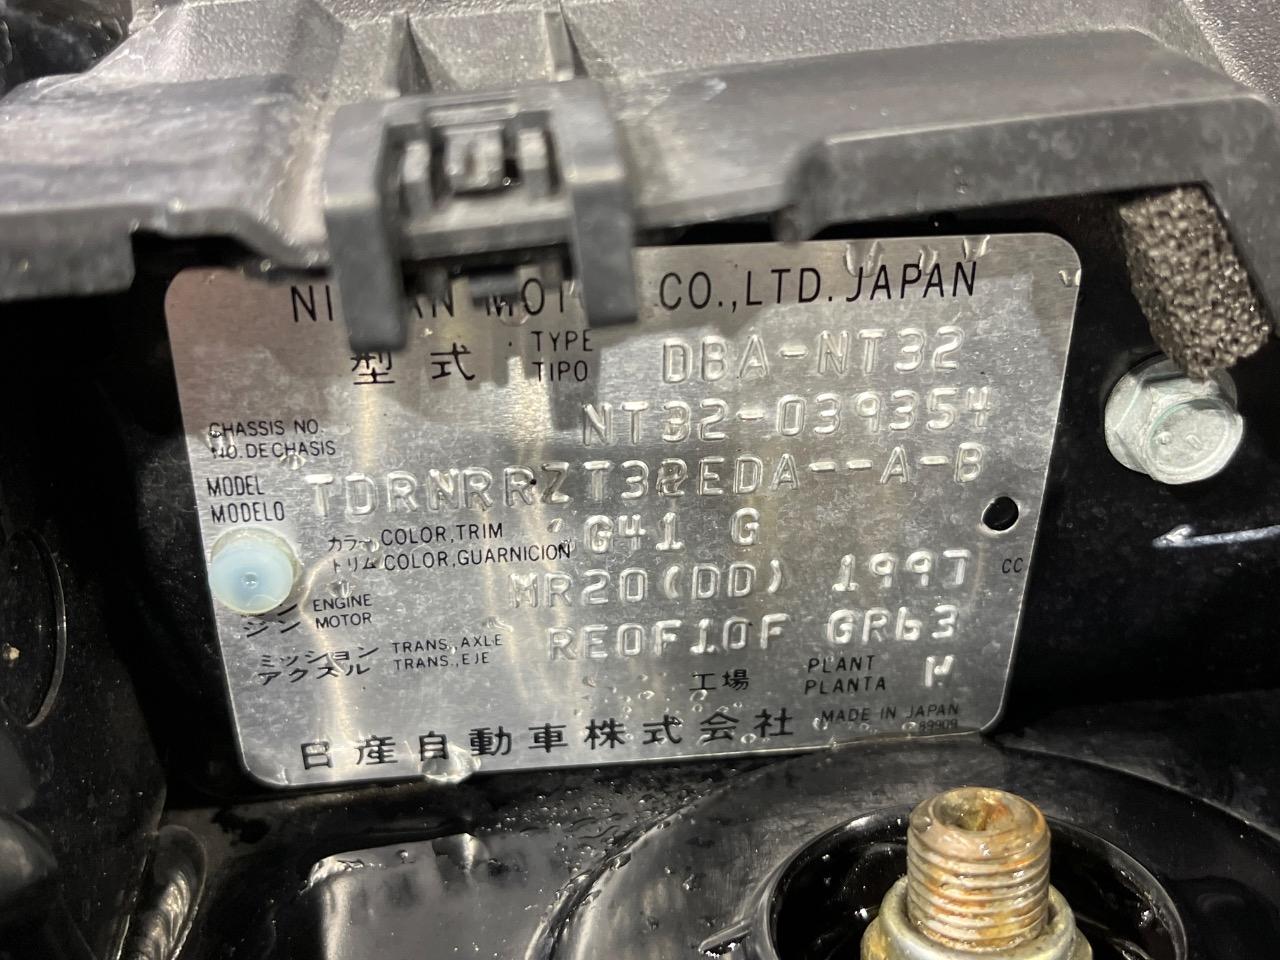 CO.,LTD. JAPAN
型式 TYPE DBA-NT32
TIPO
CHASSIS NO. NT32-039354
NO.DECHASIS
MODEL TDRNRRZT32EDA--A-B
MODELO
カラー COLOR,TRIM G41 G
トリム COLOR,GUARNICION
ENGINE MR20(DD) 1997 CC
ジン MOTOR
ミッション TRANS.,AXLE RE0F10F GR63
アクスル TRANS.,EJE
工場 PLANT W
PLANTA
日産自動車株式会社 MADE IN JAPAN
89909